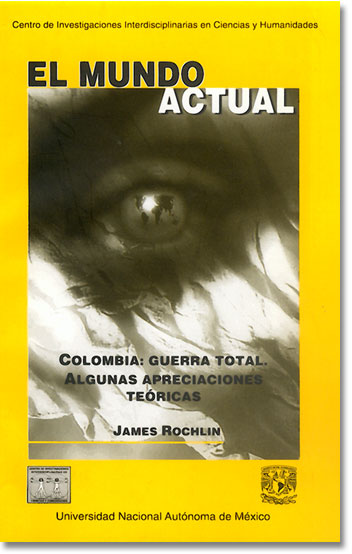 Centro de Investigaciones Interdisciplinarias en Ciencias y Humanidades
EL MUNDO
ACTUAL
COLOMBIA: GUERRA TOTAL.
ALGUNAS APRECIACIONES
TEÓRICAS
JAMES ROCHLIN
Universidad Nacional Autónoma de México